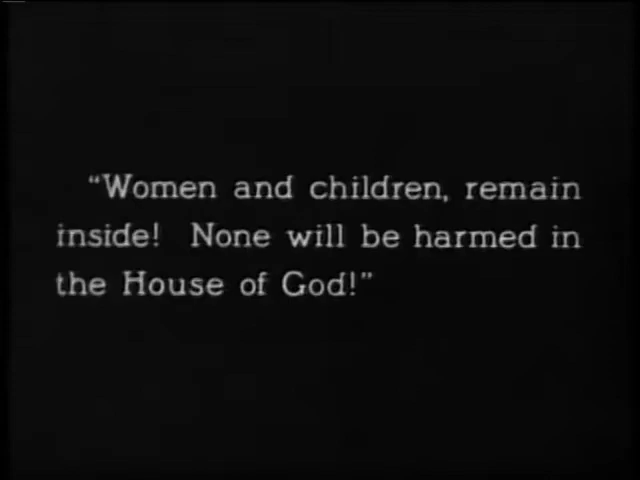 “Women and children, remain
inside! None will be harmed in
the House of God!”